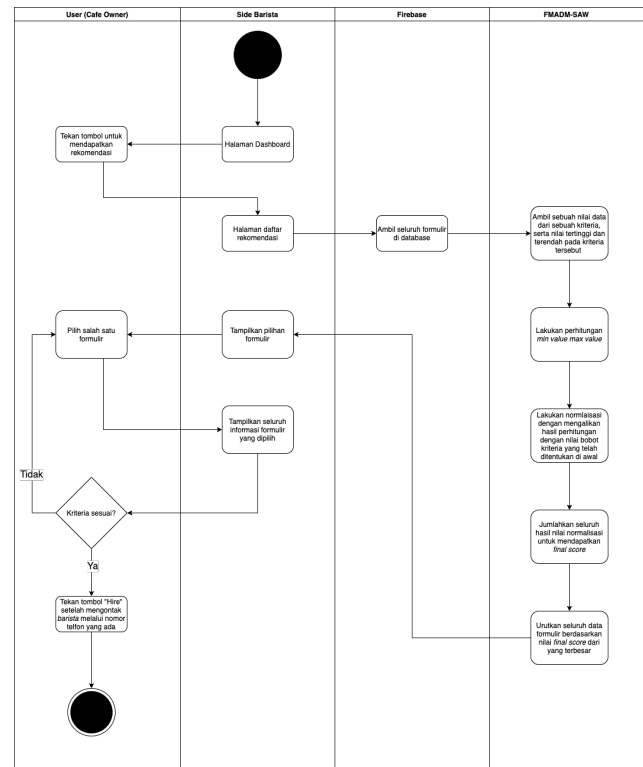 User (Cafe Owner)
Side Barista
Firebase
FMADM-SAW
Tekan tombol untuk
mendapatkan
rekomendasi
Halaman Dashboard
Halaman daftar
rekomendasi
Ambil seluruh formulir
di database
Ambil sebuah nilai data
dari sebuah kriteria,
serta nilai tertinggi dan
terendah pada kriteria
tersebut
Pilih salah satu
formulir
Tampilkan pilihan
formulir
Lakukan perhitungan
min value max value
Tampilkan seluruh
informasi formulir
yang dipilih
Lakukan normlaisasi
dengan mengalikan
hasil perhitungan
dengan nilai bobot
kriteria yang telah
ditentukan di awal
Tidak
Kriteria sesuai?
Jumlahkan seluruh
hasil nilai normalisasi
untuk mendapatkan
final score
Ya
Tekan tombol "Hire"
setelah mengontak
barista melalui nomor
telfon yang ada
Urutkan seluruh data
formulir berdasarkan
nilai final score dari
yang terbesar